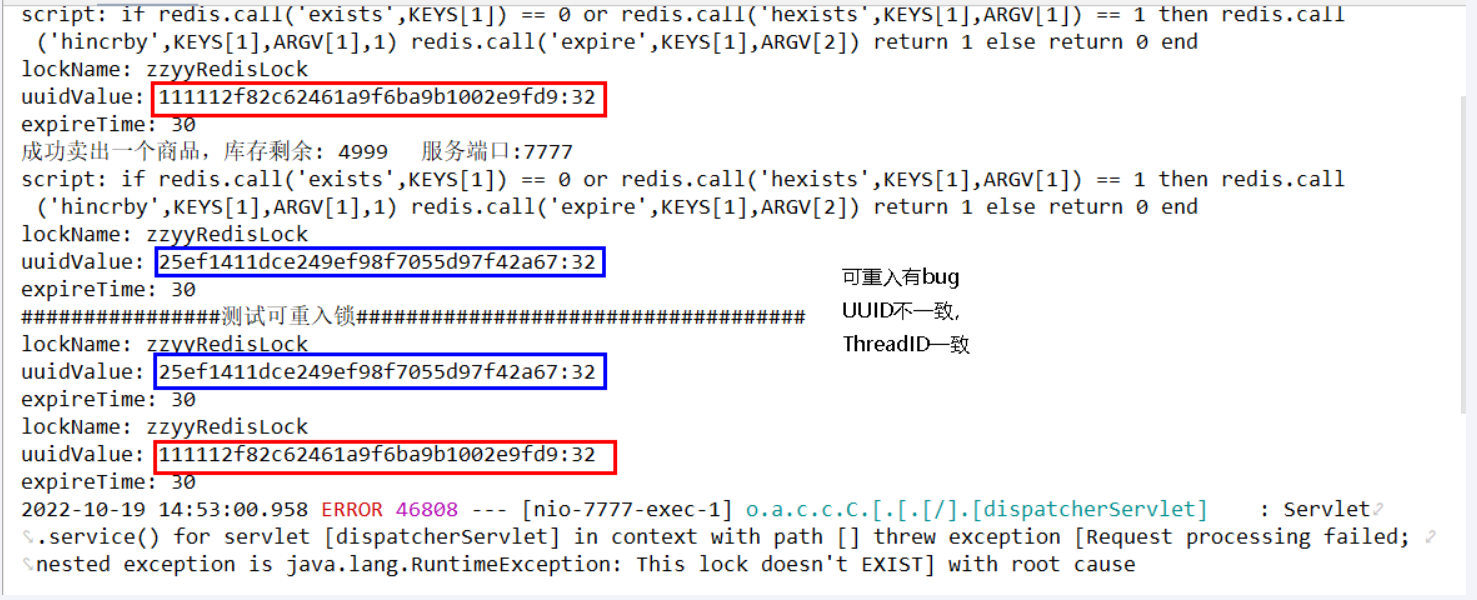 script: if redis.call('exists',KEYS[1]) == 0 or redis.call('hexists',KEYS[1],ARGV[1]) == 1 then redis.call
('hincrby',KEYS[1],ARGV[1],1) redis.call('expire',KEYS[1],ARGV[2]) return 1 else return 0 end
lockName: zzyyRedisLock
uuidValue: 111112f82c62461a9f6ba9b1002e9fd9:32
expireTime: 30
成功卖出一个商品，库存剩余: 4999 服务端口:7777
script: if redis.call('exists',KEYS[1]) == 0 or redis.call('hexists',KEYS[1],ARGV[1]) == 1 then redis.call
('hincrby',KEYS[1],ARGV[1],1) redis.call('expire',KEYS[1],ARGV[2]) return 1 else return 0 end
lockName: zzyyRedisLock
uuidValue: 25ef1411dce249ef98f7055d97f42a67:32
expireTime: 30
可重入有bug
UUID不一致,
ThreadID一致
################测试可重入锁####################################
lockName: zzyyRedisLock
uuidValue: 25ef1411dce249ef98f7055d97f42a67:32
expireTime: 30
lockName: zzyyRedisLock
uuidValue: 111112f82c62461a9f6ba9b1002e9fd9:32
expireTime: 30
2022-10-19 14:53:00.958 ERROR 46808 --- [nio-7777-exec-1] o.a.c.c.C.[.[.[/].[dispatcherServlet] : Servlet
.service() for servlet [dispatcherServlet] in context with path [] threw exception [Request processing failed;
nested exception is java.lang.RuntimeException: This lock doesn't EXIST] with root cause